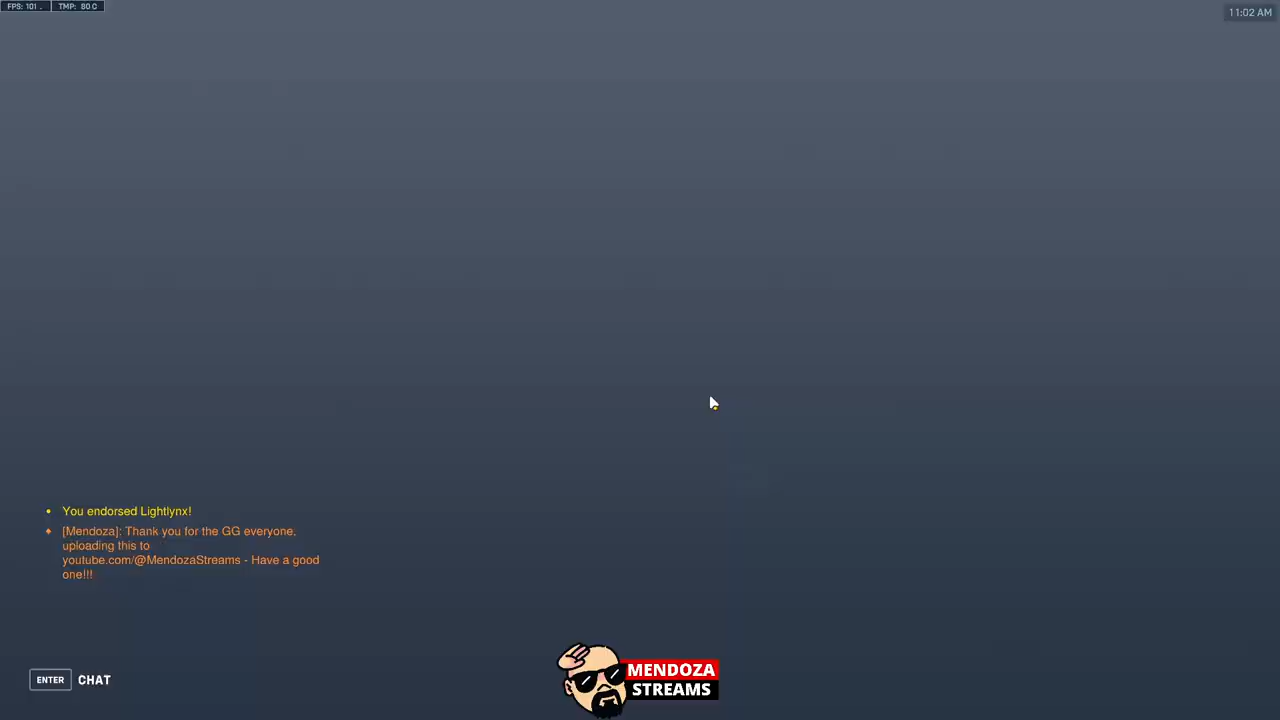 FPS: 101 . TMP: 80 C
11:02 AM
You endorsed Lightlynx!
[Mendoza]: Thank you for the GG everyone,
uploading this to
youtube.com/@MendozaStreams - Have a good
one!!!
ENTER CHAT
MENDOZA
STREAMS